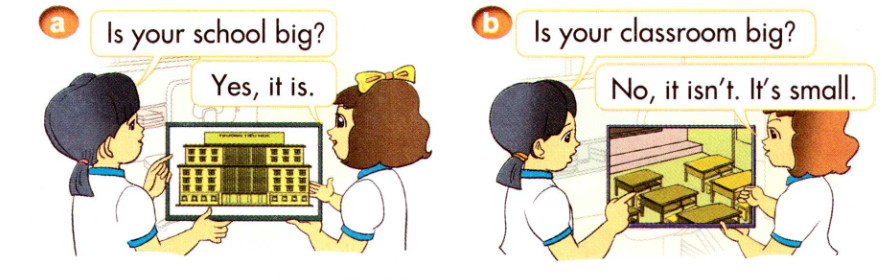 a
Is your school big?
Yes, it is.
b
Is your classroom big?
No, it isn't. It's small.